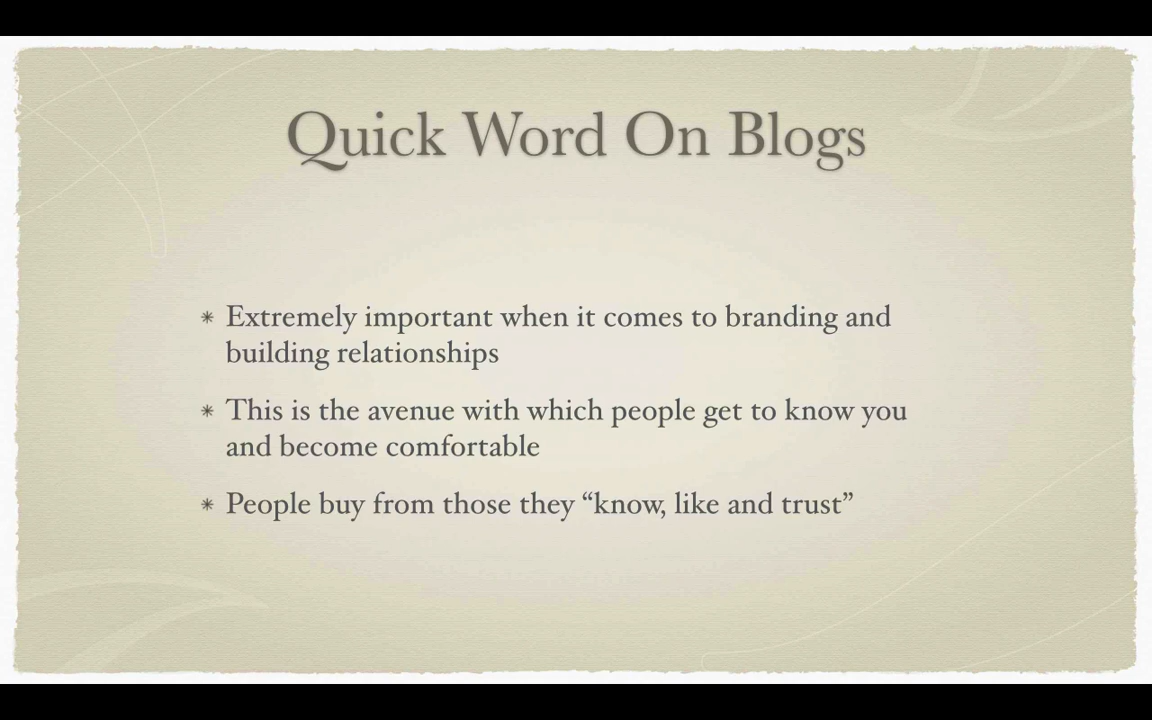 Quick Word On Blogs
* Extremely important when it comes to branding and
building relationships
* This is the avenue with which people get to know you
and become comfortable
* People buy from those they “know, like and trust”